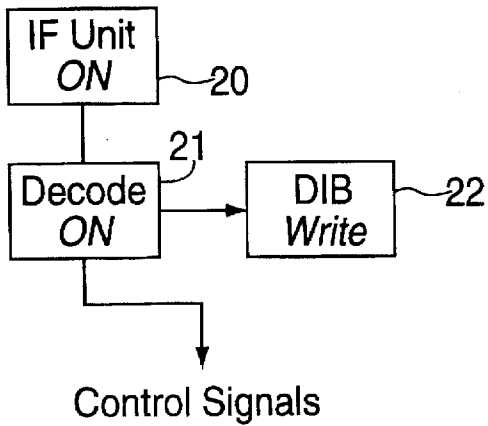 IF Unit
ON
20
21
Decode
ON
DIB
Write
22
Control Signals